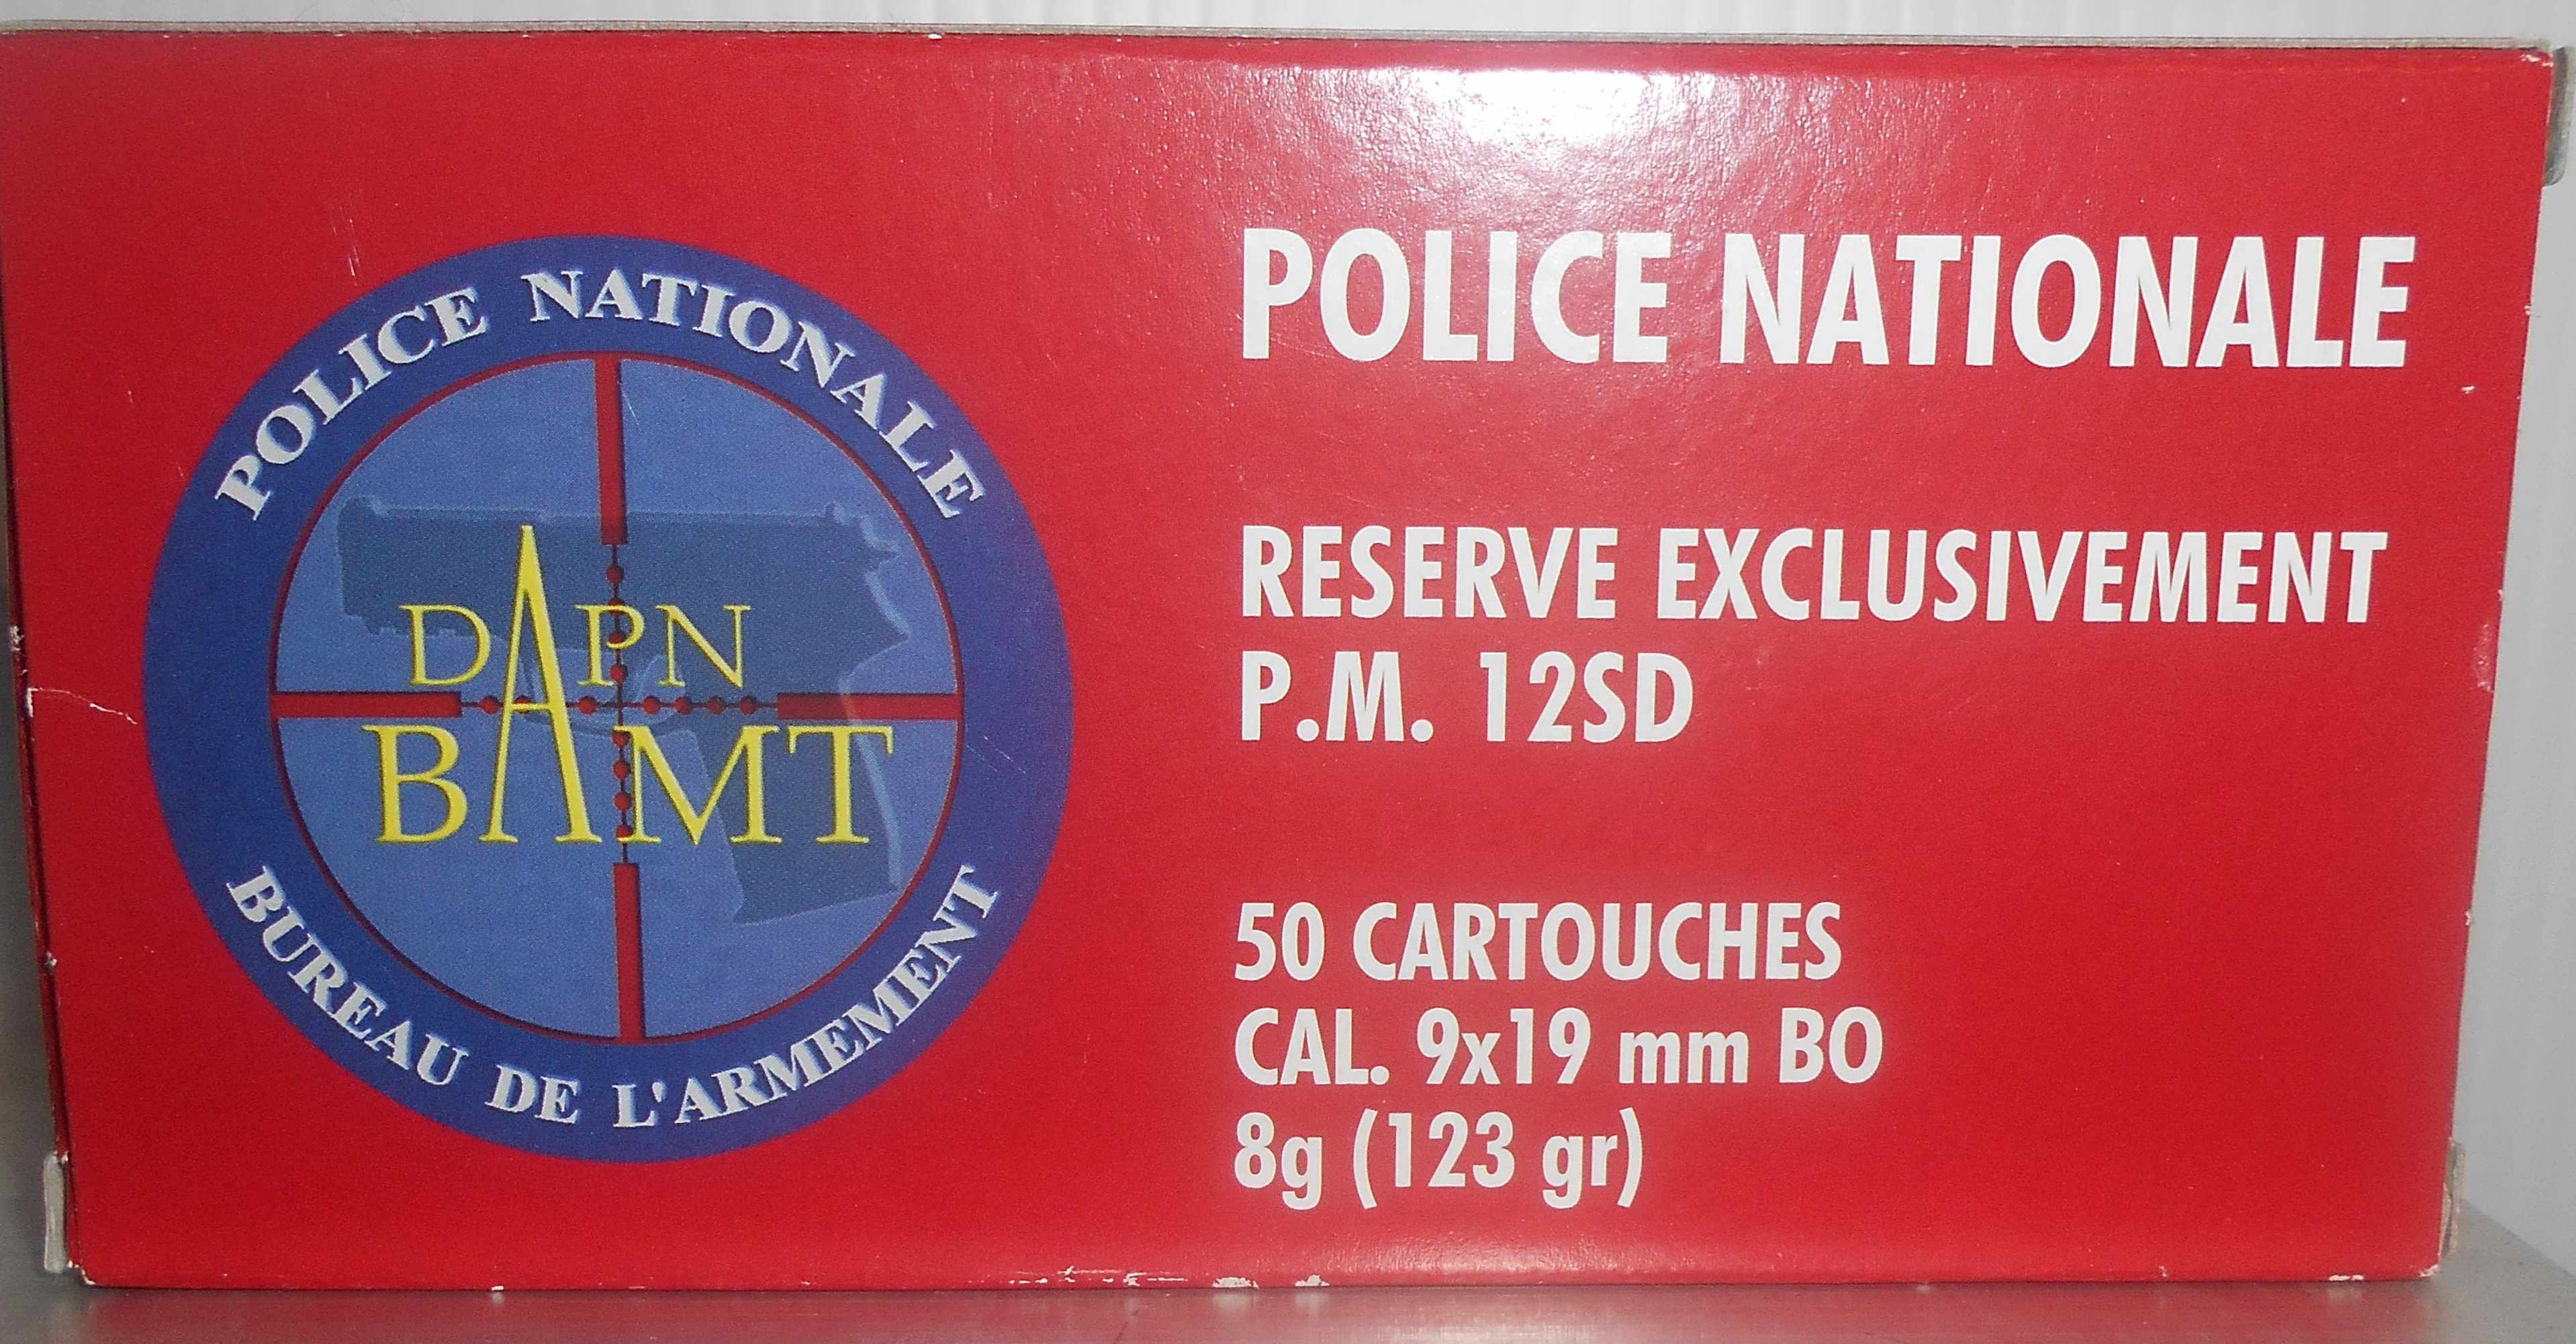 POLICE NATIONALE
DAPN
BAMT
BUREAU DE L'ARMEMENT
POLICE NATIONALE
RESERVE EXCLUSIVEMENT
P.M. 12SD
50 CARTOUCHES
CAL. 9x19 mm BO
8g (123 gr)